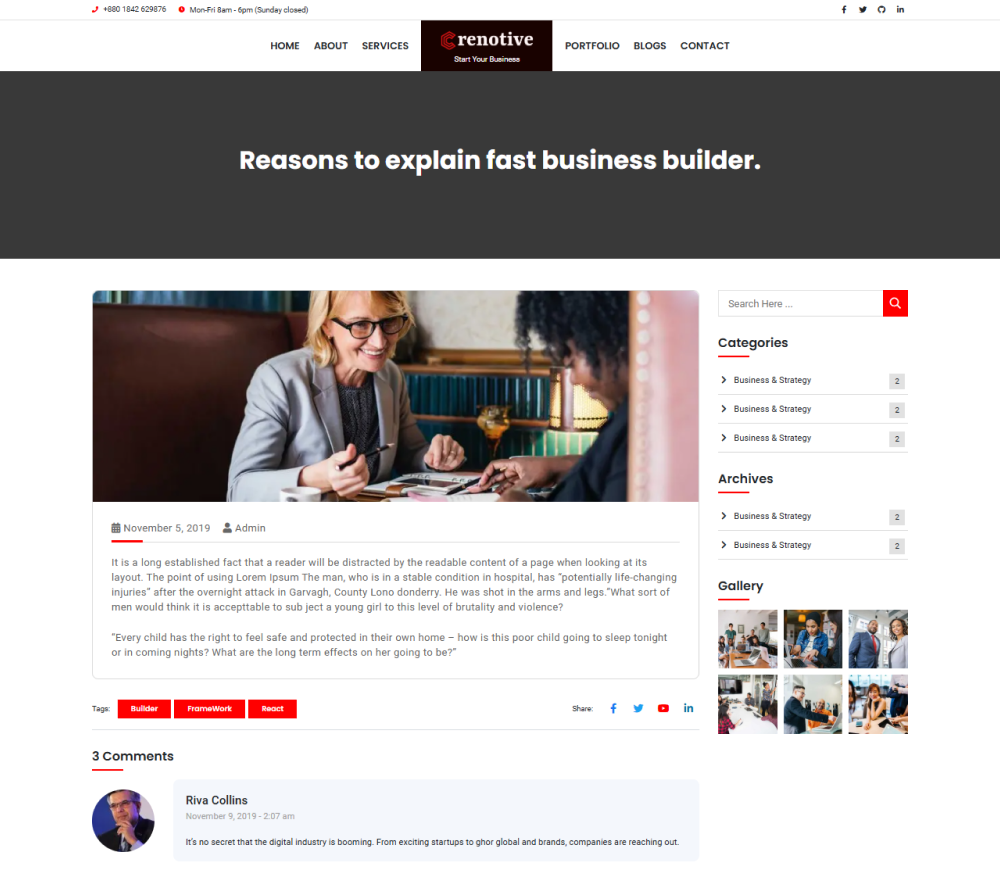 +880 1842 629876
Mon-Fri 8am - 6pm (Sunday closed)
HOME ABOUT SERVICES
Crenotive
Start Your Business
PORTFOLIO BLOGS CONTACT
Reasons to explain fast business builder.
November 5, 2019 Admin
It is a long established fact that a reader will be distracted by the readable content of a page when looking at its
layout. The point of using Lorem Ipsum The man, who is in a stable condition in hospital, has "potentially life-changing
injuries" after the overnight attack in Garvagh, County Lono donderry. He was shot in the arms and legs."What sort of
men would think it is accepttable to sub ject a young girl to this level of brutality and violence?
"Every child has the right to feel safe and protected in their own home – how is this poor child going to sleep tonight
or in coming nights? What are the long term effects on her going to be?"
Tags: Builder FrameWork React
Share:
3 Comments
Riva Collins
November 9, 2019 - 2:07 am
It's no secret that the digital industry is booming. From exciting startups to ghor global and brands, companies are reaching out.
Search Here ...
Categories
Business & Strategy 2
Business & Strategy 2
Business & Strategy 2
Archives
Business & Strategy 2
Business & Strategy 2
Gallery